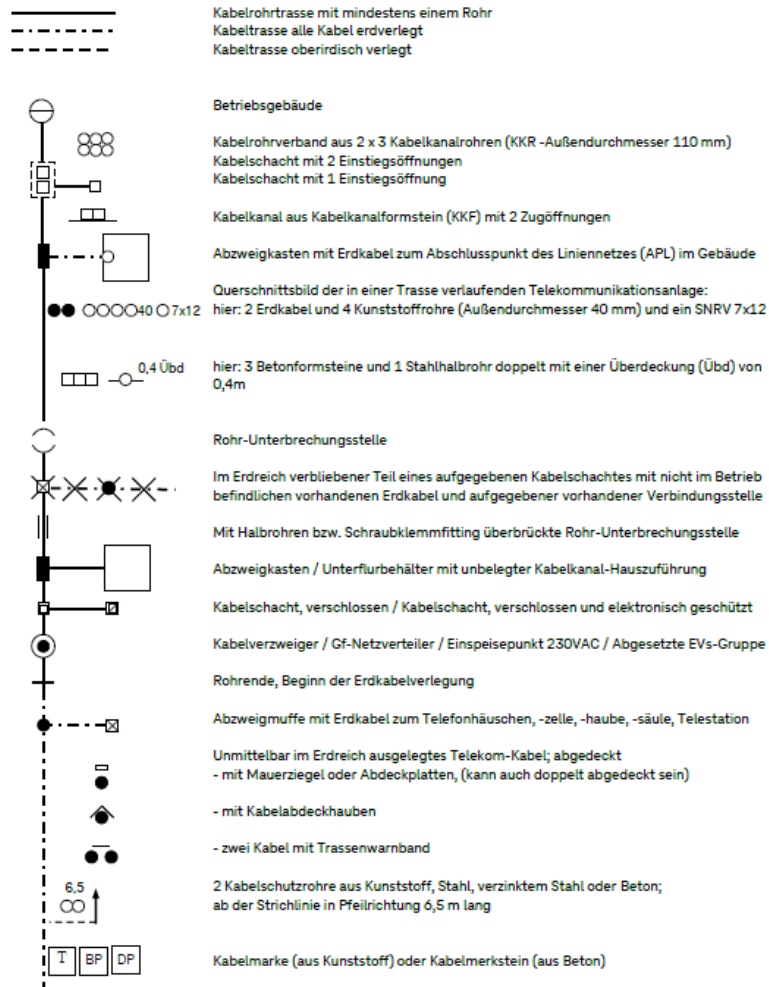 Kabelrohrtrasse mit mindestens einem Rohr
Kabeltrasse alle Kabel erdverlegt
Kabeltrasse oberirdisch verlegt
Betriebsgebäude
Kabelrohrverband aus 2 x 3 Kabelkanalrohren (KKR -Außendurchmesser 110 mm)
Kabelschacht mit 2 Einstiegsöffnungen
Kabelschacht mit 1 Einstiegsöffnung
Kabelkanal aus Kabelkanalformstein (KKF) mit 2 Zugöffnungen
Abzweigkasten mit Erdkabel zum Abschlusspunkt des Liniennetzes (APL) im Gebäude
Querschnittsbild der in einer Trasse verlaufenden Telekommunikationsanlage:
40 7x12 hier: 2 Erdkabel und 4 Kunststoffrohre (Außendurchmesser 40 mm) und ein SNRV 7x12
0,4 Übd hier: 3 Betonformsteine und 1 Stahlhalbrohr doppelt mit einer Überdeckung (Übd) von
0,4m
Rohr-Unterbrechungsstelle
Im Erdreich verbliebener Teil eines aufgegebenen Kabelschachtes mit nicht im Betrieb
befindlichen vorhandenen Erdkabel und aufgegebener vorhandener Verbindungsstelle
Mit Halbrohren bzw. Schraubklemmfitting überbrückte Rohr-Unterbrechungsstelle
Abzweigkasten / Unterflurbehälter mit unbelegter Kabelkanal-Hauszuführung
Kabelschacht, verschlossen / Kabelschacht, verschlossen und elektronisch geschützt
Kabelverzweiger / Gf-Netzverteiler / Einspeisepunkt 230VAC / Abgesetzte EVs-Gruppe
Rohrende, Beginn der Erdkabelverlegung
Abzweigmuffe mit Erdkabel zum Telefonhäuschen, -zelle, -haube, -säule, Telestation
Unmittelbar im Erdreich ausgelegtes Telekom-Kabel; abgedeckt
- mit Mauerziegel oder Abdeckplatten, (kann auch doppelt abgedeckt sein)
- mit Kabelabdeckhauben
- zwei Kabel mit Trassenwarnband
6,5 2 Kabelschutzrohre aus Kunststoff, Stahl, verzinktem Stahl oder Beton;
ab der Strichlinie in Pfeilrichtung 6,5 m lang
T BP DP Kabelmarke (aus Kunststoff) oder Kabelmerkstein (aus Beton)